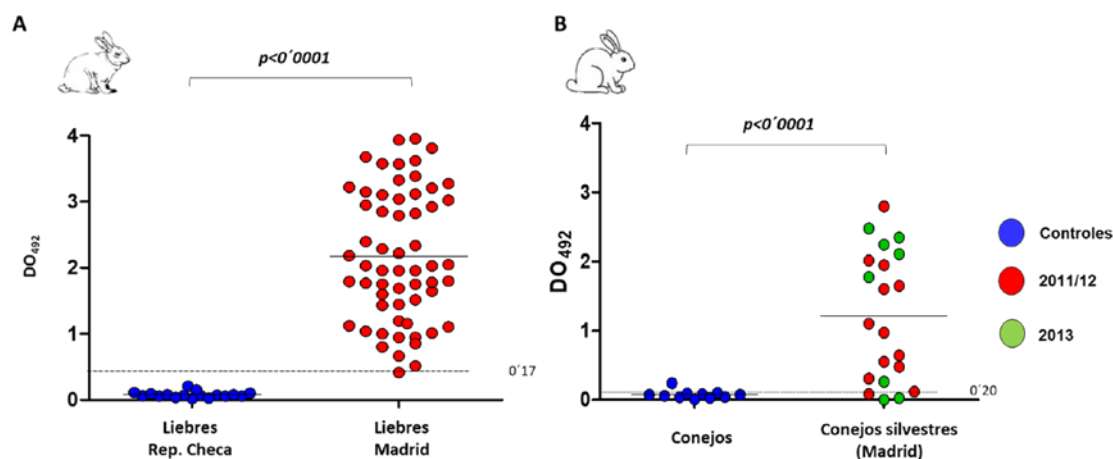 A
p<0´0001
4
3
2
1
0
DO492
0´17
Liebres
Rep. Checa
Liebres
Madrid
B
p<0´0001
4
3
2
1
0
DO492
0´20
Conejos
Conejos silvestres
(Madrid)
Controles
2011/12
2013